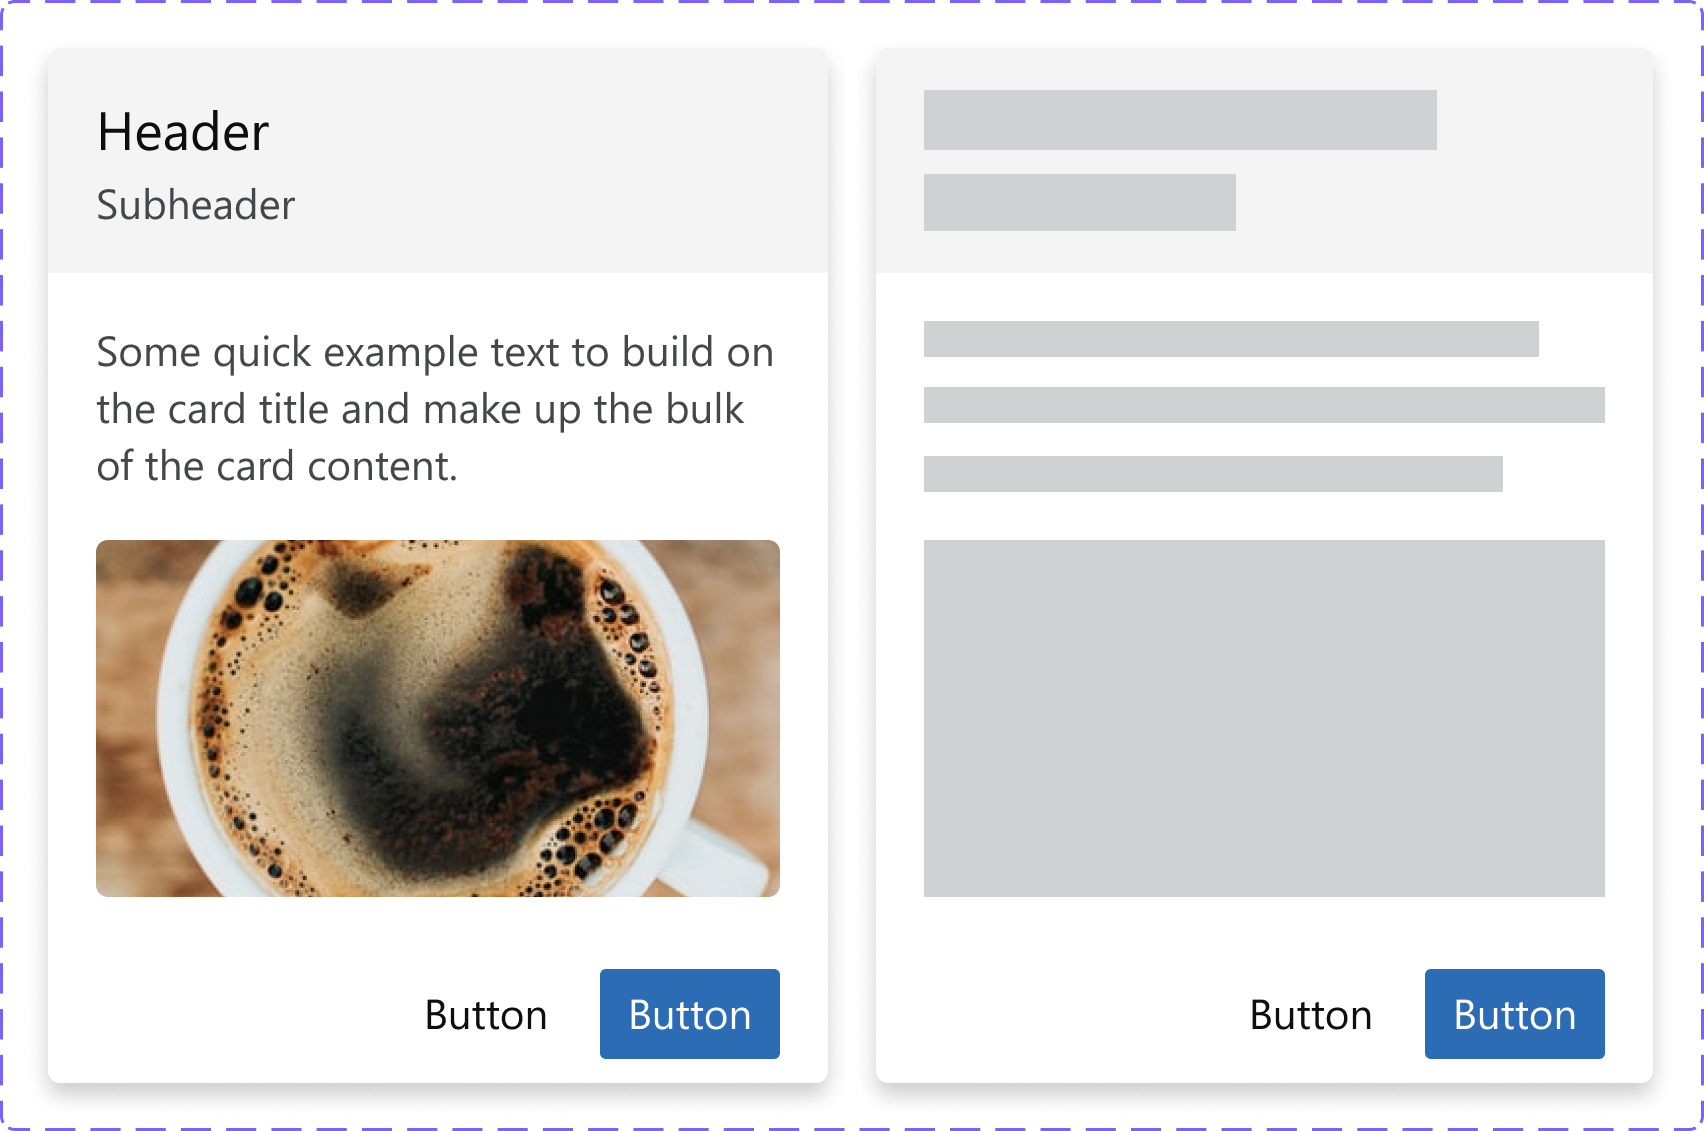 Header
Subheader
Some quick example text to build on
the card title and make up the bulk
of the card content.
Button Button
Button Button